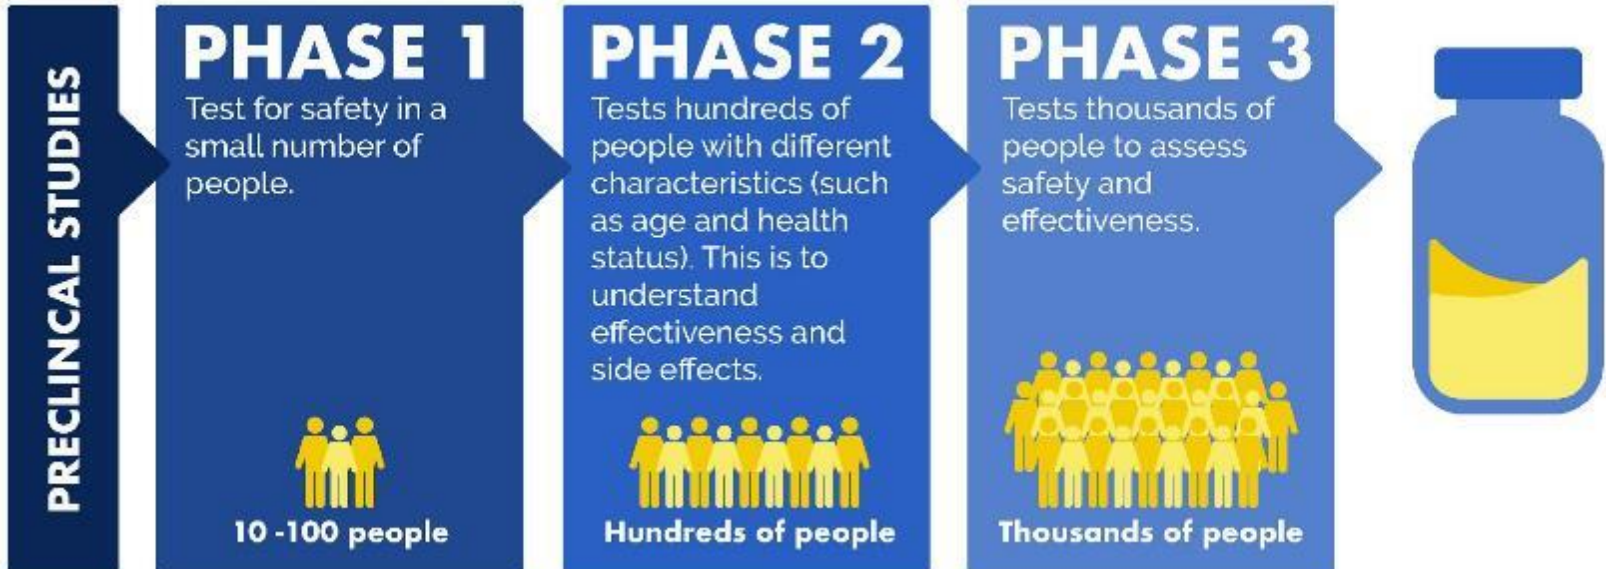 PRECLINCAL STUDIES
PHASE 1
Test for safety in a
small number of
people.
10 -100 people
PHASE 2
Tests hundreds of
people with different
characteristics (such
as age and health
status). This is to
understand
effectiveness and
side effects.
Hundreds of people
PHASE 3
Tests thousands of
people to assess
safety and
effectiveness.
Thousands of people